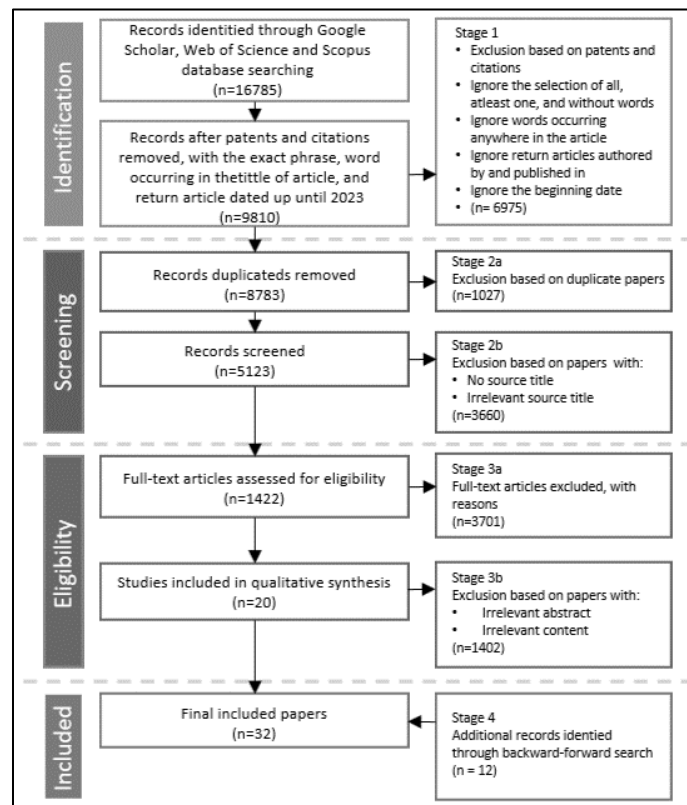 Identification
Records identitied through Google
Scholar, Web of Science and Scopus
database searching
(n=16785)
Records after patents and citations
removed, with the exact phrase, word
occurring in thetittle of article, and
return article dated up until 2023
(n=9810)
Stage 1
• Exclusion based on patents and
citations
• Ignore the selection of all,
atleast one, and without words
• Ignore words occurring
anywhere in the article
• Ignore return articles authored
by and published in
• Ignore the beginning date
• (n= 6975)
Screening
Records duplicateds removed
(n=8783)
Stage 2a
Exclusion based on duplicate papers
(n=1027)
Records screened
(n=5123)
Stage 2b
Exclusion based on papers with:
• No source title
• Irrelevant source title
(n=3660)
Eligibility
Full-text articles assessed for eligibility
(n=1422)
Stage 3a
Full-text articles excluded, with
reasons
(n=3701)
Studies included in qualitative synthesis
(n=20)
Stage 3b
Exclusion based on papers with:
• Irrelevant abstract
• Irrelevant content
(n=1402)
Included
Final included papers
(n=32)
Stage 4
Additional records identied
through backward-forward search
(n = 12)